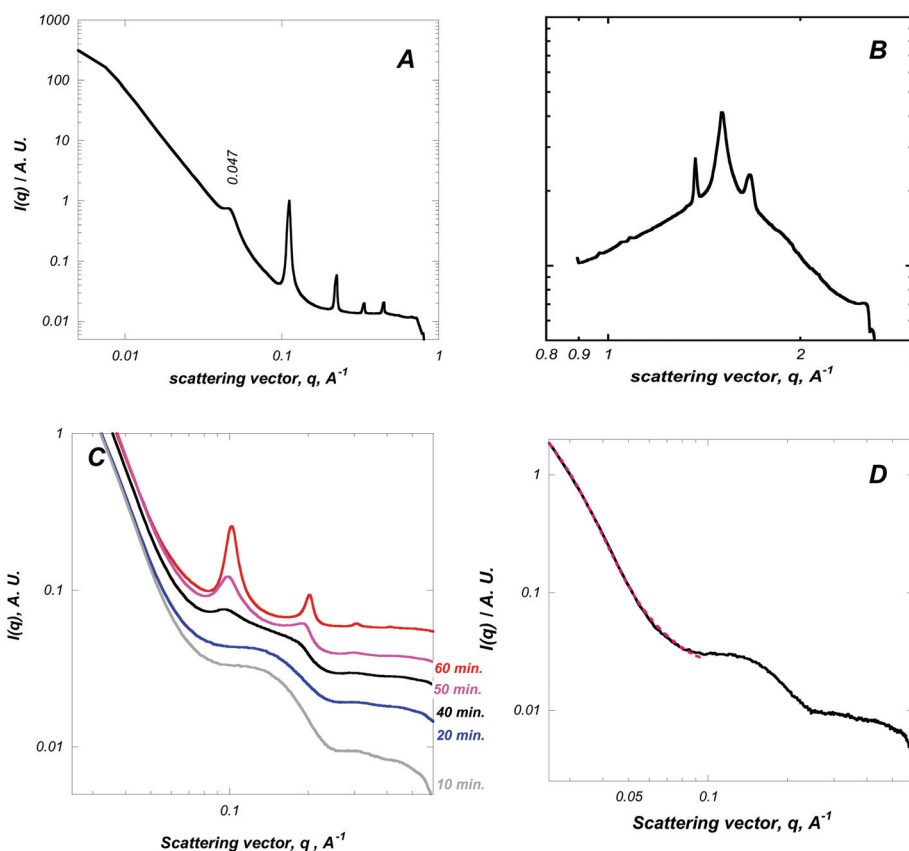 A
1000
100
10
1
0.1
0.01
I(q) / A. U.
0.047
0.01
0.1
1
scattering vector, q, A⁻¹
B
0.8
0.9
1
2
scattering vector, q, A⁻¹
C
1
0.1
0.01
I(q), A. U.
60 min.
50 min.
40 min.
20 min.
10 min.
0.1
Scattering vector, q , A⁻¹
D
1
0.1
0.01
I(q) / A. U.
0.05
0.1
Scattering vector, q, A⁻¹